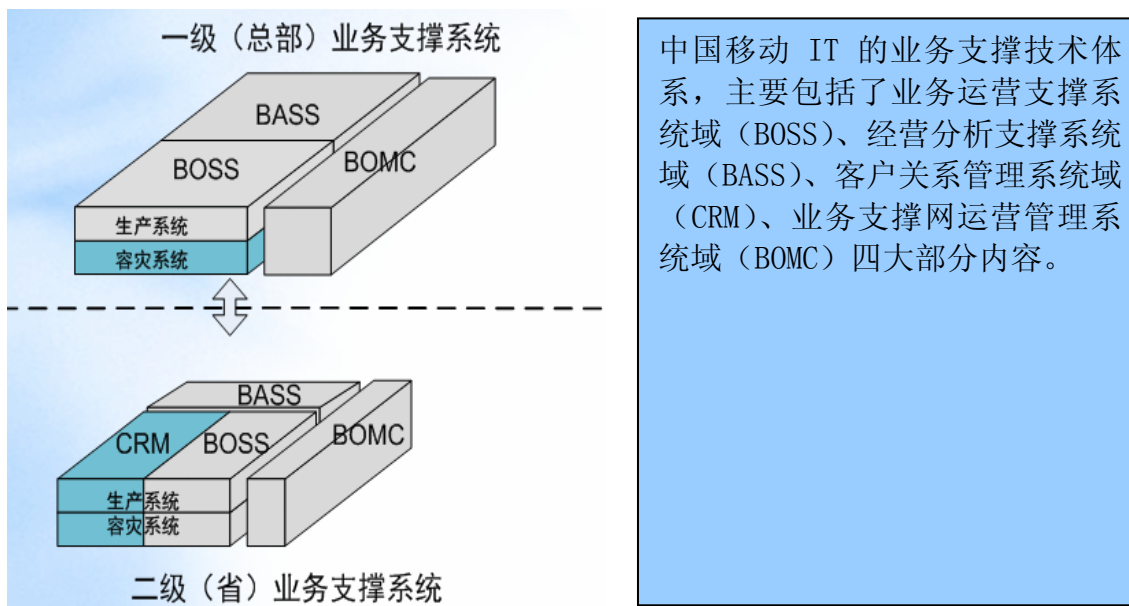 一级（总部）业务支撑系统
BASS
BOSS
BOMC
生产系统
容灾系统
BASS
CRM
BOSS
BOMC
生产系统
容灾系统
二级（省）业务支撑系统
中国移动 IT 的业务支撑技术体
系，主要包括了业务运营支撑系
统域（BOSS）、经营分析支撑系统
域（BASS）、客户关系管理系统域
（CRM）、业务支撑网运营管理系
统域（BOMC）四大部分内容。